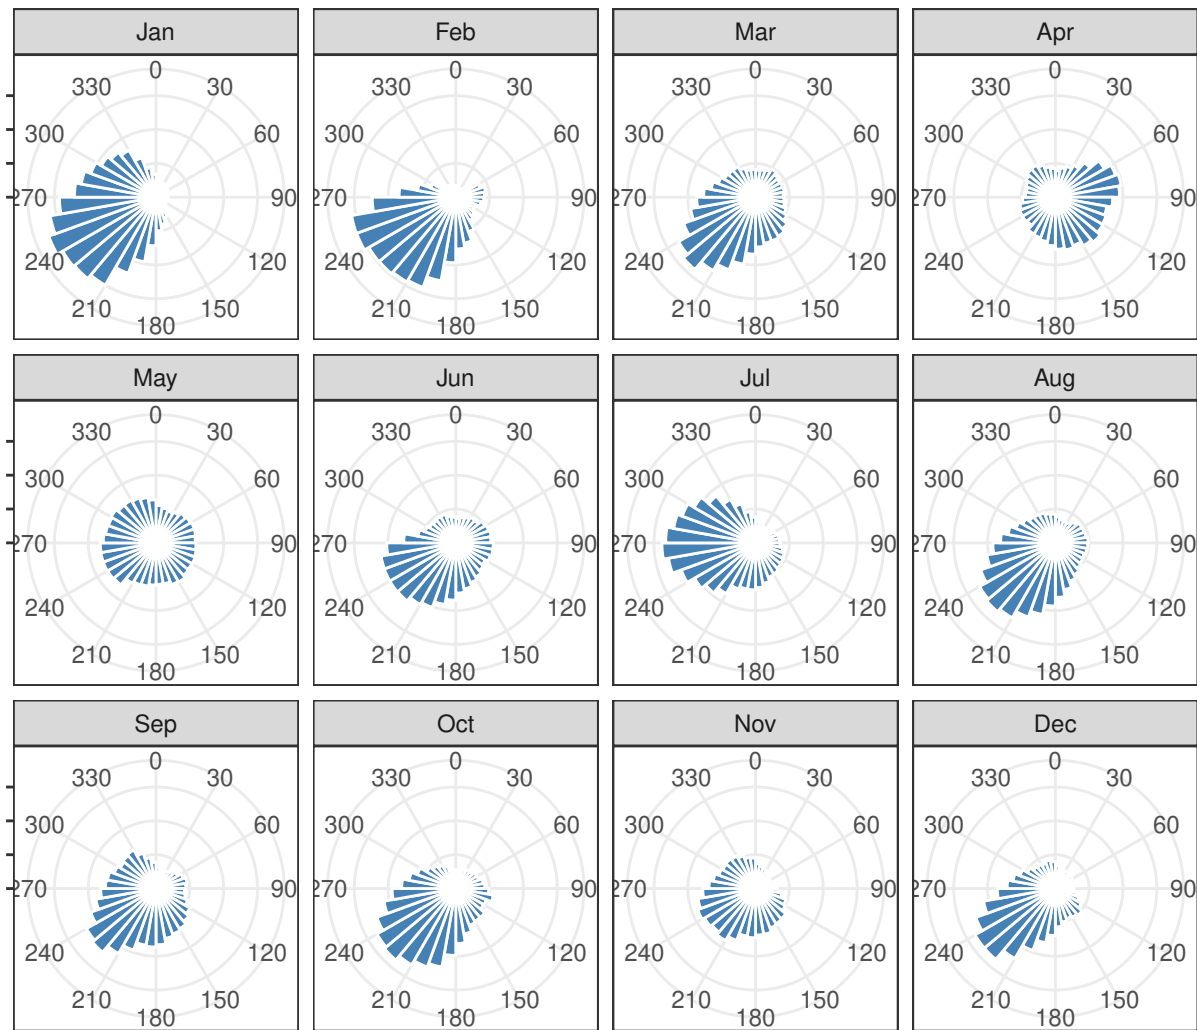 Jan Feb Mar Apr
0 0 0 0
330 30 330 30 330 30 330 30
300 60 300 60 300 60 300 60
270 90 270 90 270 90 270 90
240 120 240 120 240 120 240 120
210 150 210 150 210 150 210 150
180 180 180 180
May Jun Jul Aug
0 0 0 0
330 30 330 30 330 30 330 30
300 60 300 60 300 60 300 60
270 90 270 90 270 90 270 90
240 120 240 120 240 120 240 120
210 150 210 150 210 150 210 150
180 180 180 180
Sep Oct Nov Dec
0 0 0 0
330 30 330 30 330 30 330 30
300 60 300 60 300 60 300 60
270 90 270 90 270 90 270 90
240 120 240 120 240 120 240 120
210 150 210 150 210 150 210 150
180 180 180 180